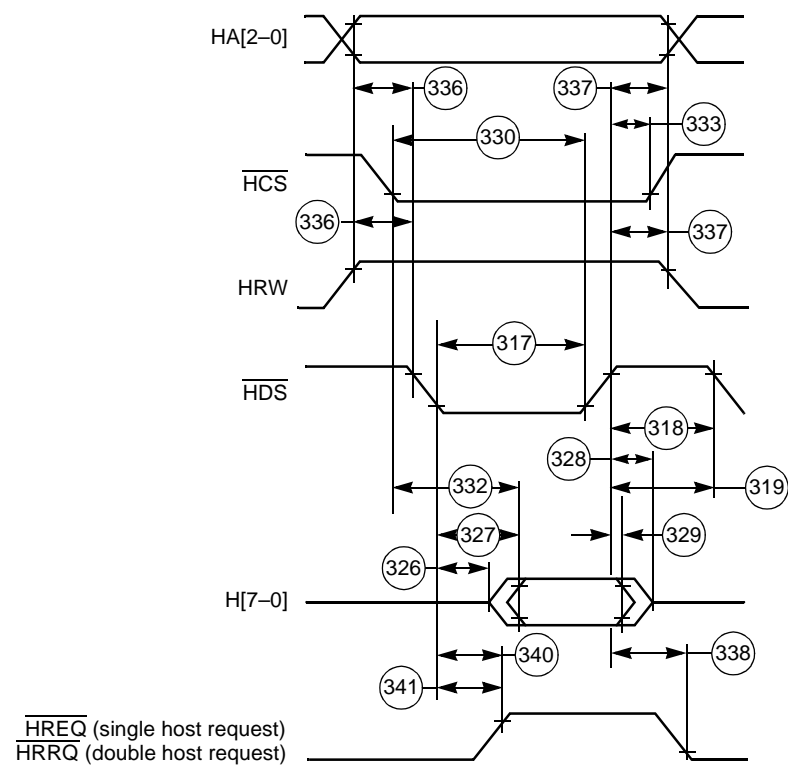 HA[2–0]
336
337
333
330
HCS
336
337
HRW
317
HDS
318
328
332
319
327
329
326
H[7–0]
340
338
341
HREQ (single host request)
HRRQ (double host request)